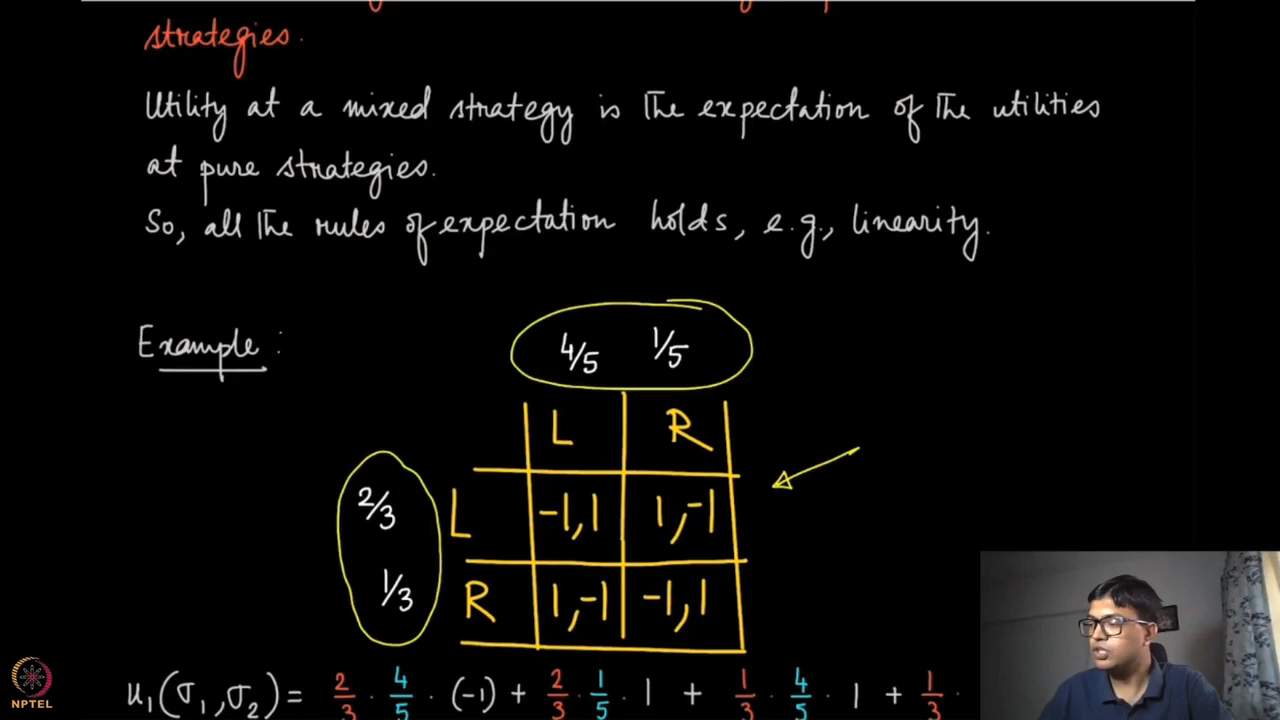 strategies.
Utility at a mixed strategy is the expectation of the utilities
at pure strategies.
So, all the rules of expectation holds, e.g., linearity.
4/5 1/5
Example:
L R
2/3 L -1,1 1,-1
1/3 R 1,-1 -1,1
u₁(σ₁,σ₂) = 2/3 · 4/5 · (-1) + 2/3 · 1/5 · 1 + 1/3 · 4/5 · 1 + 1/3 ·
NPTEL